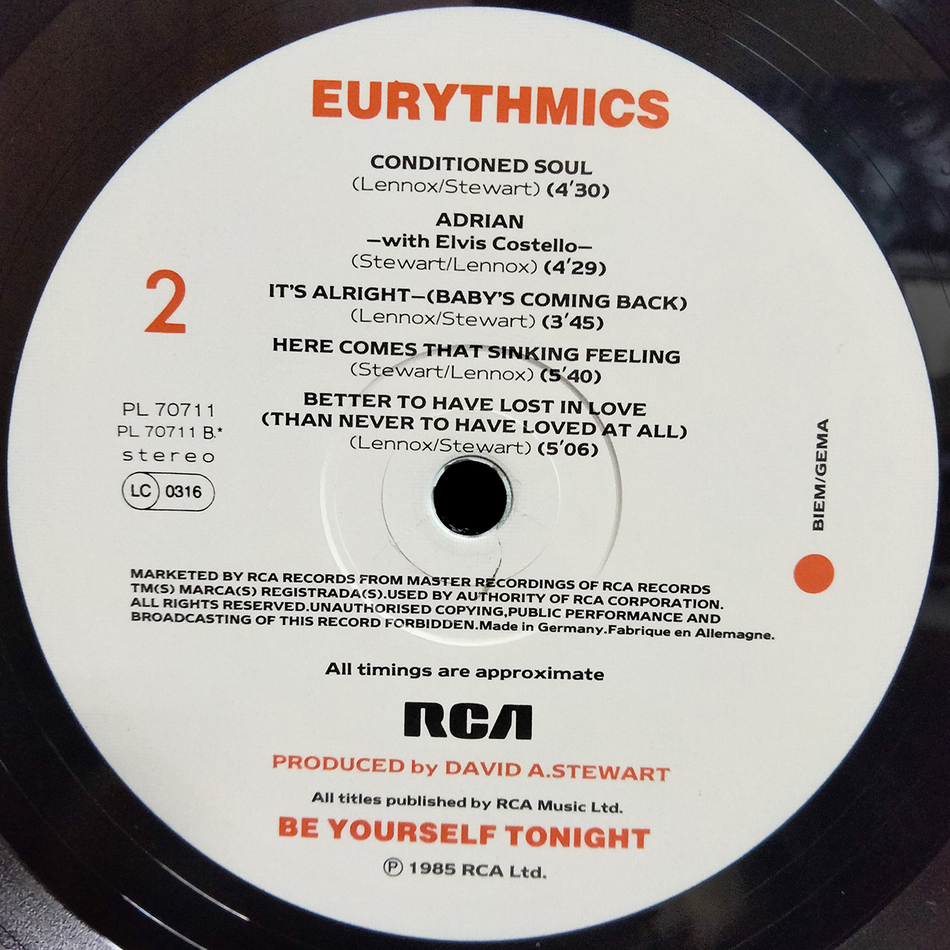 EURYTHMICS
CONDITIONED SOUL
(Lennox/Stewart) (4'30)
ADRIAN
—with Elvis Costello—
(Stewart/Lennox) (4'29)
IT'S ALRIGHT—(BABY'S COMING BACK)
(Lennox/Stewart) (3'45)
HERE COMES THAT SINKING FEELING
(Stewart/Lennox) (5'40)
BETTER TO HAVE LOST IN LOVE
(THAN NEVER TO HAVE LOVED AT ALL)
(Lennox/Stewart) (5'06)
2
PL 70711
PL 70711 B.*
stereo
LC 0316
BIEM/GEMA
MARKETED BY RCA RECORDS FROM MASTER RECORDINGS OF RCA RECORDS
TM(S) MARCA(S) REGISTRADA(S).USED BY AUTHORITY OF RCA CORPORATION.
ALL RIGHTS RESERVED.UNAUTHORISED COPYING,PUBLIC PERFORMANCE AND
BROADCASTING OF THIS RECORD FORBIDDEN.Made in Germany.Fabrique en Allemagne.
All timings are approximate
RCA
PRODUCED by DAVID A.STEWART
All titles published by RCA Music Ltd.
BE YOURSELF TONIGHT
Ⓟ 1985 RCA Ltd.